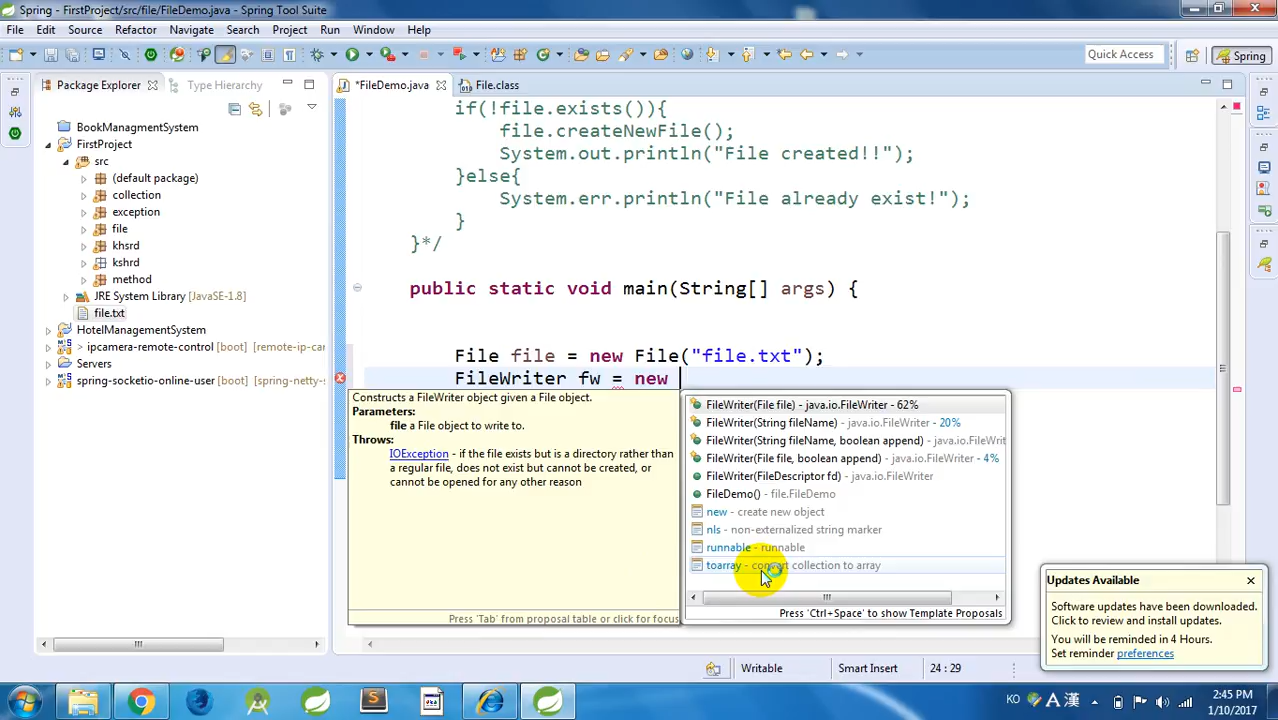 Spring - FirstProject/src/file/FileDemo.java - Spring Tool Suite
File Edit Source Refactor Navigate Search Project Run Window Help
Quick Access
Spring
Package Explorer
Type Hierarchy
*FileDemo.java
File.class
BookManagmentSystem
FirstProject
src
(default package)
collection
exception
file
khsrd
kshrd
method
JRE System Library [JavaSE-1.8]
file.txt
HotelManagementSystem
> ipcamera-remote-control [boot] [remote-ip-car
Servers
spring-socketio-online-user [boot] [spring-netty-
if(!file.exists()){
file.createNewFile();
System.out.println("File created!!");
}else{
System.err.println("File already exist!");
}
}*/
public static void main(String[] args) {
File file = new File("file.txt");
FileWriter fw = new
Constructs a FileWriter object given a File object.
Parameters:
file a File object to write to.
Throws:
IOException - if the file exists but is a directory rather than
a regular file, does not exist but cannot be created, or
cannot be opened for any other reason
Press 'Tab' from proposal table or click for focus
FileWriter(File file) - java.io.FileWriter - 62%
FileWriter(String fileName) - java.io.FileWriter - 20%
FileWriter(String fileName, boolean append) - java.io.FileWrit
FileWriter(File file, boolean append) - java.io.FileWriter - 4%
FileWriter(FileDescriptor fd) - java.io.FileWriter
FileDemo() - file.FileDemo
new - create new object
nls - non-externalized string marker
runnable - runnable
toarray - convert collection to array
Press 'Ctrl+Space' to show Template Proposals
Updates Available
Software updates have been downloaded.
Click to review and install updates.
You will be reminded in 4 Hours.
Set reminder preferences
Writable
Smart Insert
24 : 29
KO
A 漢
2:45 PM
1/10/2017